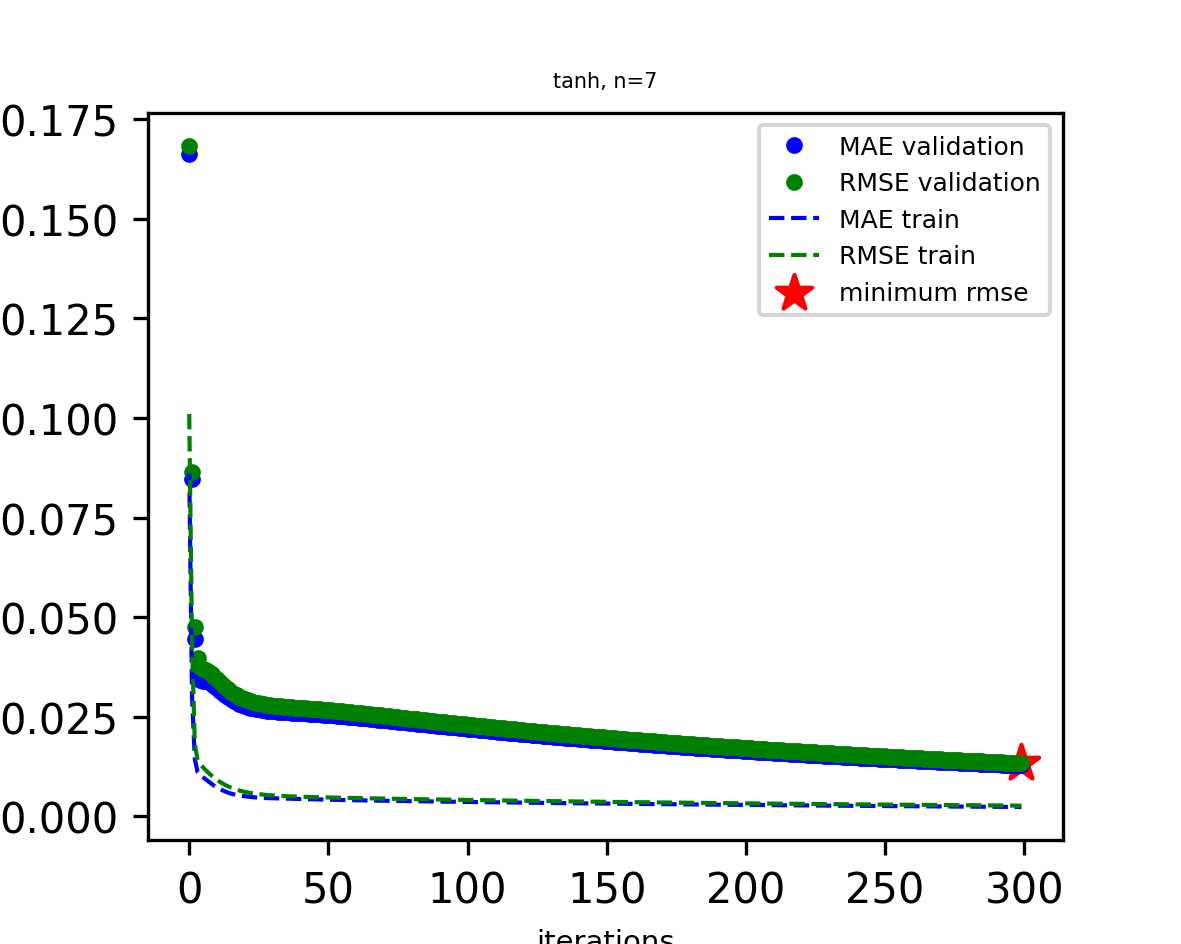 tanh, n=7
0.175
0.150
0.125
0.100
0.075
0.050
0.025
0.000
MAE validation
RMSE validation
MAE train
RMSE train
minimum rmse
0 50 100 150 200 250 300
iterations